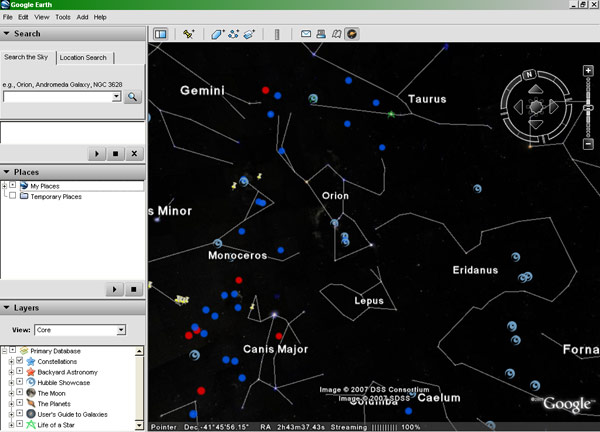 Google Earth
File Edit View Tools Add Help
Search
Search the Sky Location Search
e.g., Orion, Andromeda Galaxy, NGC 3628
Places
My Places
Temporary Places
Layers
View: Core
Primary Database
Constellations
Backyard Astronomy
Hubble Showcase
The Moon
The Planets
User's Guide to Galaxies
Life of a Star
Gemini
Taurus
N
Orion
s Minor
Monoceros
Eridanus
Lepus
Canis Major
Forna
Image © 2007 DSS Consortium
Image © 2007 SDSS
Caelum
Columba
©2007 Google™
Pointer Dec -41°45'56.15" RA 2h43m37.43s Streaming |||||||||| 100%